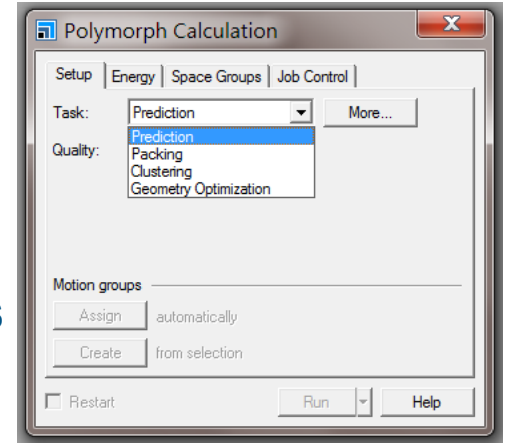 Polymorph Calculation
Setup Energy Space Groups Job Control
Task: Prediction More...
Prediction
Quality: Packing
Clustering
Geometry Optimization
Motion groups
Assign automatically
s
Create from selection
Restart Run Help